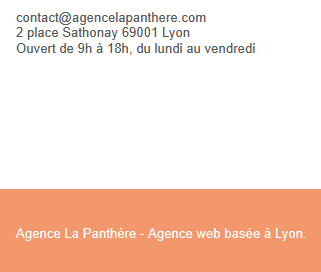 contact@agencelapanthere.com
2 place Sathonay 69001 Lyon
Ouvert de 9h à 18h, du lundi au vendredi
Agence La Panthère - Agence web basée à Lyon.